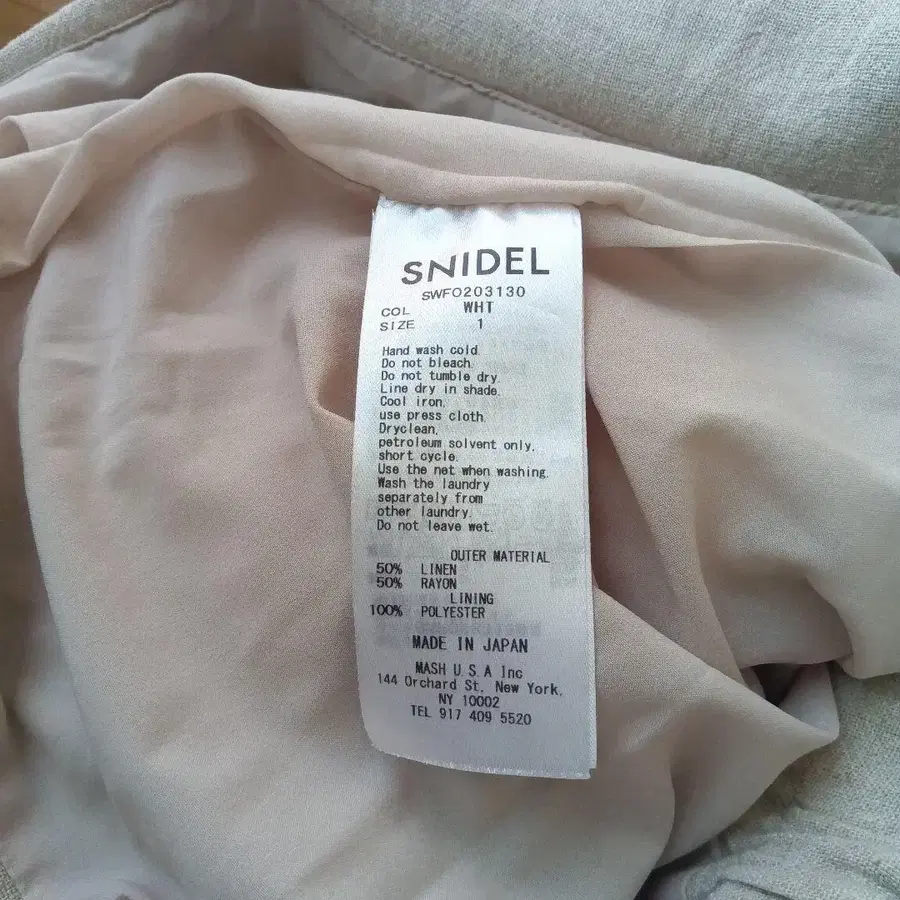 SNIDEL
SWFO203130
COL WHT
SIZE 1
Hand wash cold.
Do not bleach.
Do not tumble dry.
Line dry in shade.
Cool iron.
use press cloth.
Dryclean,
petroleum solvent only,
short cycle.
Use the net when washing.
Wash the laundry
separately from
other laundry.
Do not leave wet.
OUTER MATERIAL
50% LINEN
50% RAYON
LINING
100% POLYESTER
MADE IN JAPAN
MASH U.S.A Inc
144 Orchard St, New York,
NY 10002
TEL 917 409 5520